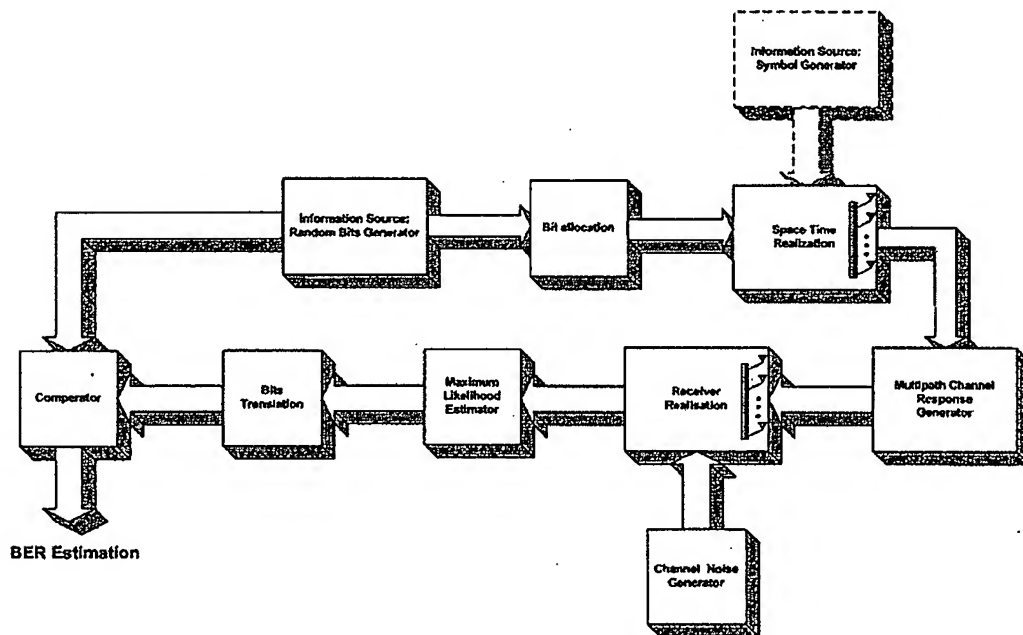 Information Source:
Symbol Generator
Information Source:
Random Bits Generator
Bit allocation
Space Time
Realization
Comperator
Bits
Translation
Maximum
Likelihood
Estimator
Receiver
Realisation
Multipath Channel
Response
Generator
BER Estimation
Channel Noise
Generator